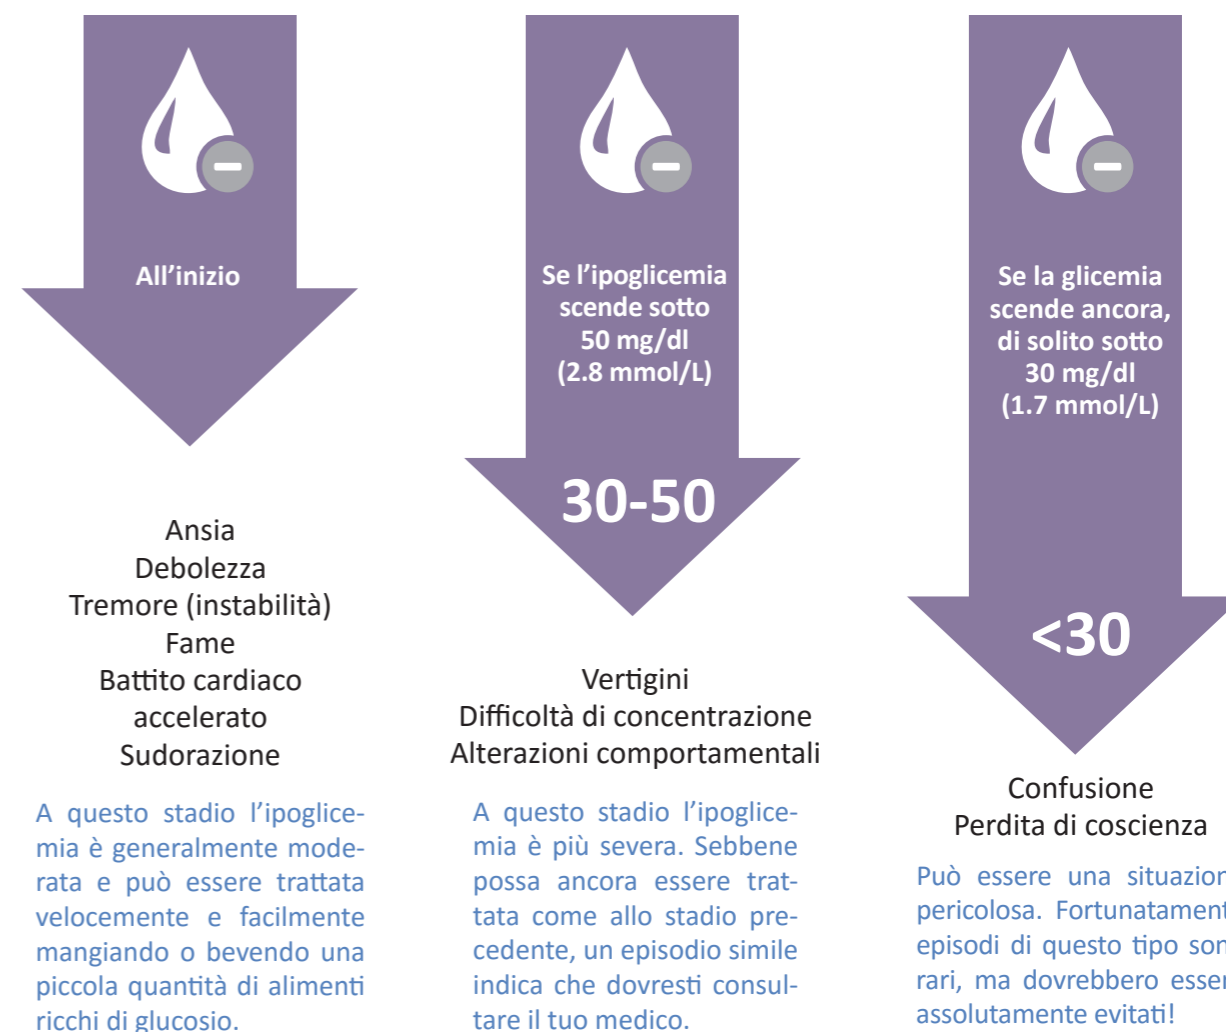 All’inizio
Ansia
Debolezza
Tremore (instabilità)
Fame
Battito cardiaco
accelerato
Sudorazione
A questo stadio l’ipoglice-
mia è generalmente mode-
rata e può essere trattata
velocemente e facilmente
mangiando o bevendo una
piccola quantità di alimenti
ricchi di glucosio.
Se l’ipoglicemia
scende sotto
50 mg/dl
(2.8 mmol/L)
30-50
Vertigini
Difficoltà di concentrazione
Alterazioni comportamentali
A questo stadio l’ipoglice-
mia è più severa. Sebbene
possa ancora essere trat-
tata come allo stadio pre-
cedente, un episodio simile
indica che dovresti consul-
tare il tuo medico.
Se la glicemia
scende ancora,
di solito sotto
30 mg/dl
(1.7 mmol/L)
<30
Confusione
Perdita di coscienza
Può essere una situazion
pericolosa. Fortunatament
episodi di questo tipo son
rari, ma dovrebbero esser
assolutamente evitati!